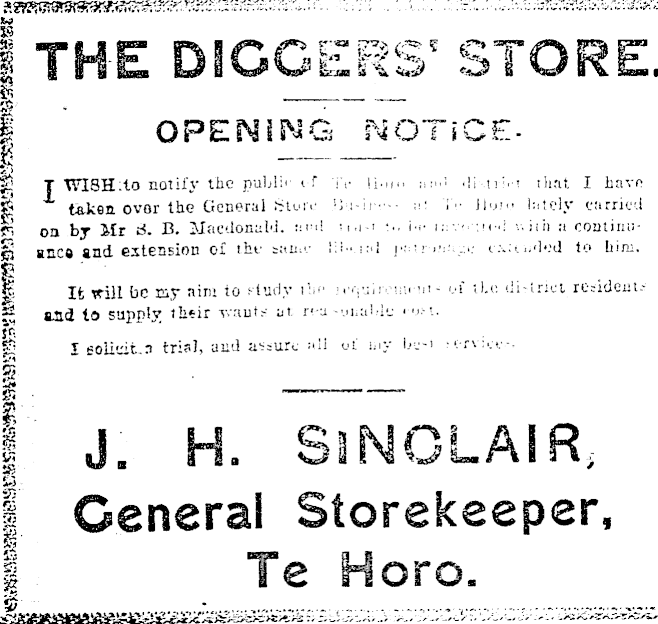 THE DIGGERS' STORE.
OPENING NOTICE.
I WISH to notify the public of Te Horo and district that I have
taken over the General Store Business at Te Horo lately carried
on by Mr S. B. Macdonald, and trust to be favoured with a continu-
ance and extension of the same liberal patronage extended to him.
It will be my aim to study the requirements of the district residents
and to supply their wants at reasonable cost.
I solicit a trial, and assure all of my best services.
J. H. SINCLAIR,
General Storekeeper,
Te Horo.